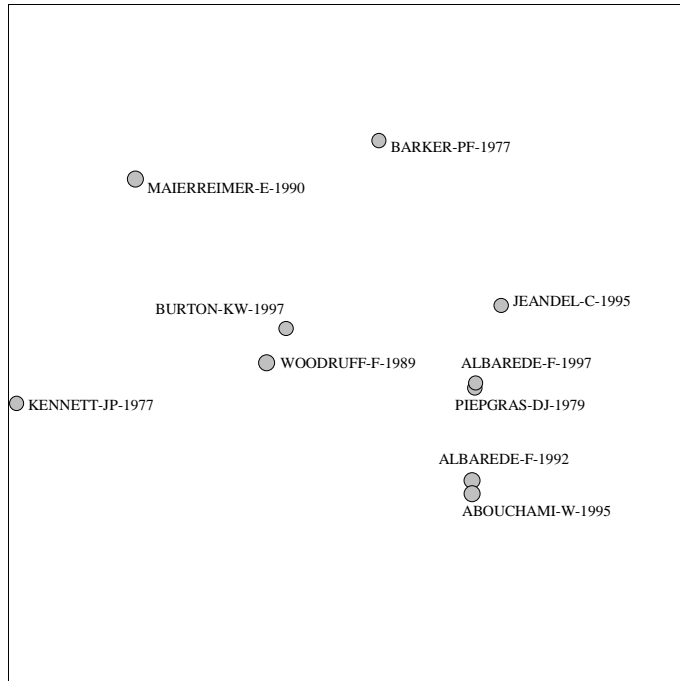 BARKER-PF-1977
MAIERREIMER-E-1990
JEANDEL-C-1995
BURTON-KW-1997
WOODRUFF-F-1989
ALBAREDE-F-1997
KENNETT-JP-1977
PIEPGRAS-DJ-1979
ALBAREDE-F-1992
ABOUCHAMI-W-1995